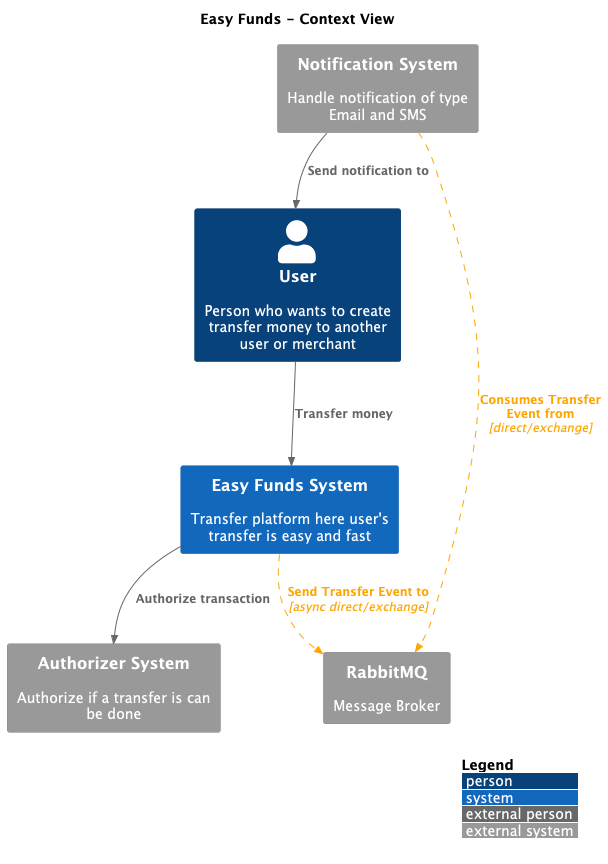 Easy Funds - Context View
Notification System
Handle notification of type
Email and SMS
Send notification to
User
Person who wants to create
transfer money to another
user or merchant
Consumes Transfer
Event from
[direct/exchange]
Transfer money
Easy Funds System
Transfer platform here user's
transfer is easy and fast
Authorize transaction
Send Transfer Event to
[async direct/exchange]
Authorizer System
Authorize if a transfer is can
be done
RabbitMQ
Message Broker
Legend
person
system
external person
external system